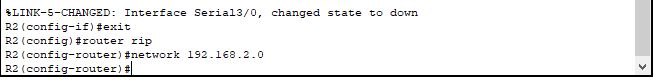 %LINK-5-CHANGED: Interface Serial3/0, changed state to down
R2(config-if)#exit
R2(config)#router rip
R2(config-router)#network 192.168.2.0
R2(config-router)#